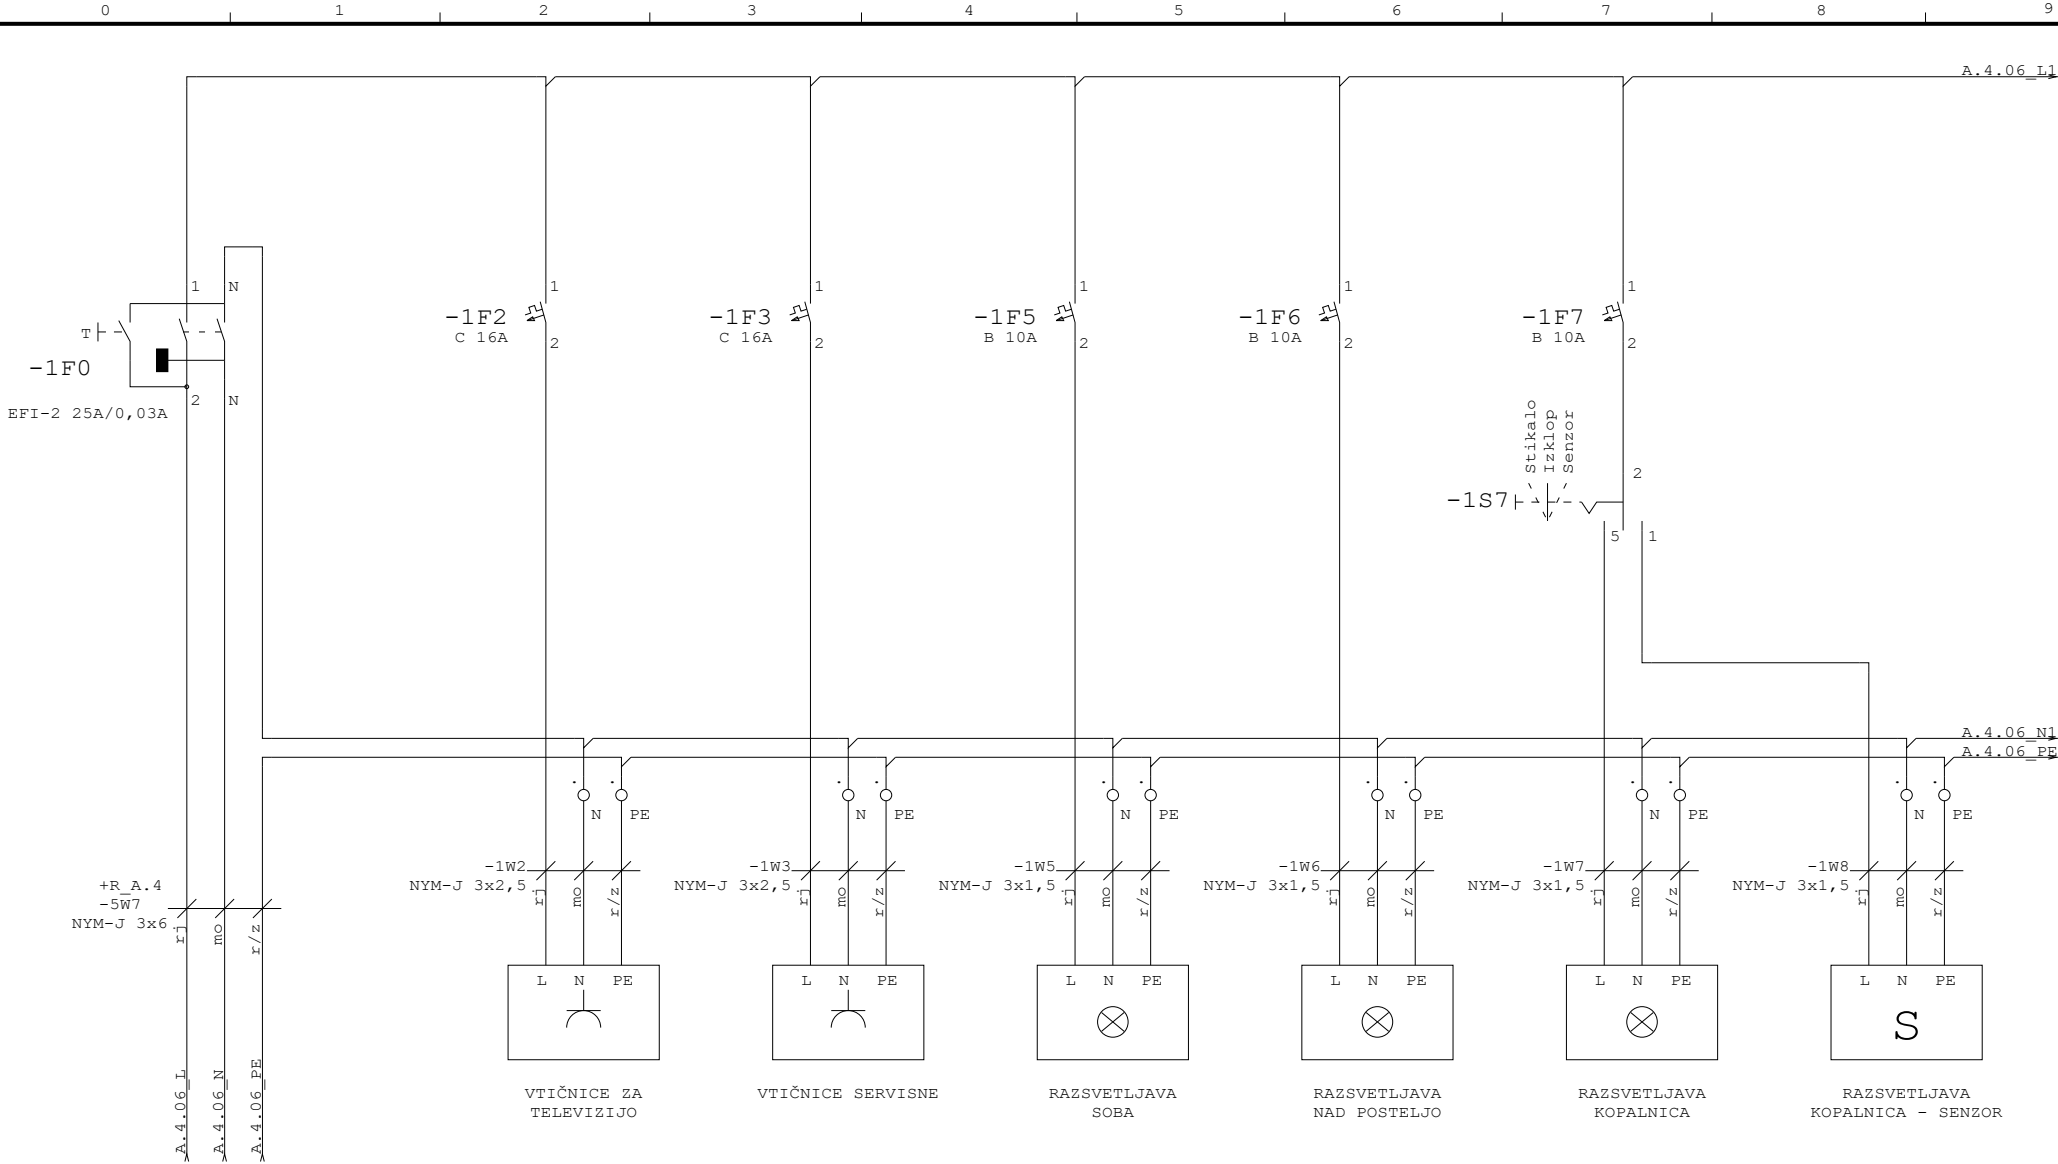 0 1 2 3 4 5 6 7 8 9
A.4.06_L1
1 N 1 1 1 1 1
T
-1F0
2 N
EFI-2 25A/0,03A
-1F2
C 16A
2
-1F3
C 16A
2
-1F5
B 10A
2
-1F6
B 10A
2
-1F7
B 10A
2
Stikalo
Izklop
Senzor
2
-1S7
5 1
A.4.06_N1
A.4.06_PE
N PE N PE N PE N PE N PE N PE
+R_A.4
-5W7
NYM-J 3x6
rj mo r/z
-1W2
NYM-J 3x2,5
rj mo r/z
-1W3
NYM-J 3x2,5
rj mo r/z
-1W5
NYM-J 3x1,5
rj mo r/z
-1W6
NYM-J 3x1,5
rj mo r/z
-1W7
NYM-J 3x1,5
rj mo r/z
-1W8
NYM-J 3x1,5
rj mo r/z
L N PE L N PE L N PE L N PE L N PE L N PE
S
A.4.06_L
A.4.06_N
A.4.06_PE
VTIČNICE ZA
TELEVIZIJO
VTIČNICE SERVISNE
RAZSVETLJAVA
SOBA
RAZSVETLJAVA
NAD POSTELJO
RAZSVETLJAVA
KOPALNICA
RAZSVETLJAVA
KOPALNICA - SENZOR